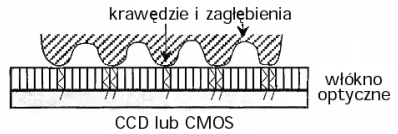 krawędzie i zagłębienia
włókno
optyczne
CCD lub CMOS